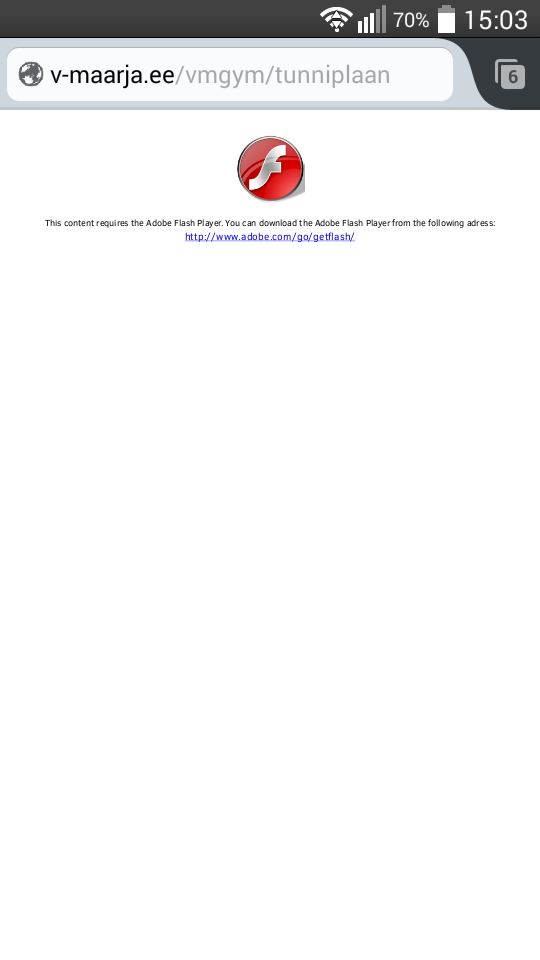 70% 15:03
v-maarja.ee/vmgym/tunniplaan 6
This content requires the Adobe Flash Player. You can download the Adobe Flash Player from the following adress:
http://www.adobe.com/go/getflash/